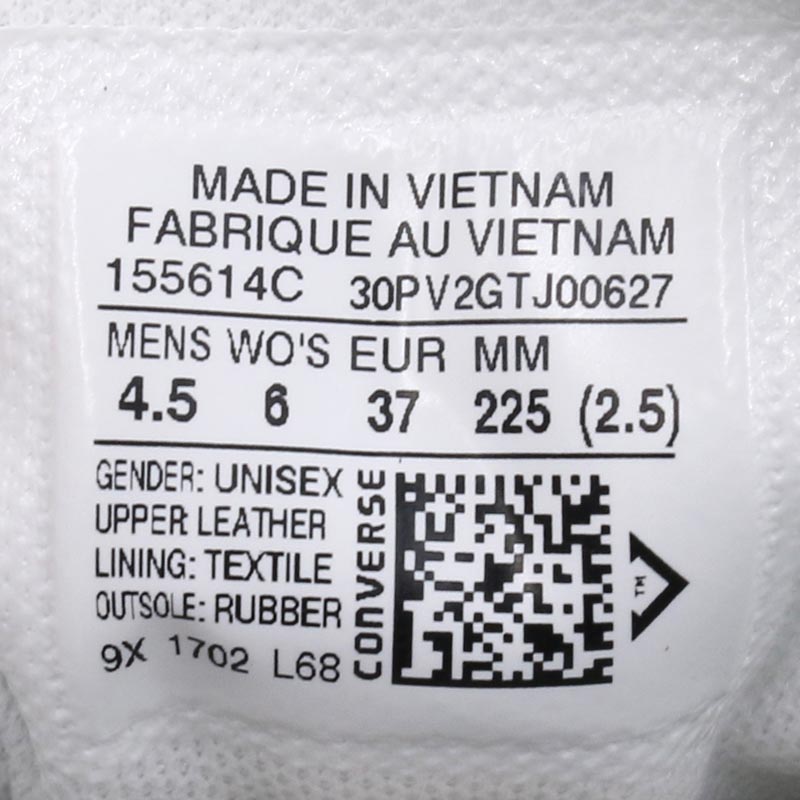 MADE IN VIETNAM
FABRIQUE AU VIETNAM
155614C 30PV2GTJ00627
MENS WO'S EUR MM
4.5 6 37 225 (2.5)
GENDER: UNISEX
UPPER LEATHER
LINING: TEXTILE
OUTSOLE: RUBBER
9X 1702 L68
CONVERSE
TM